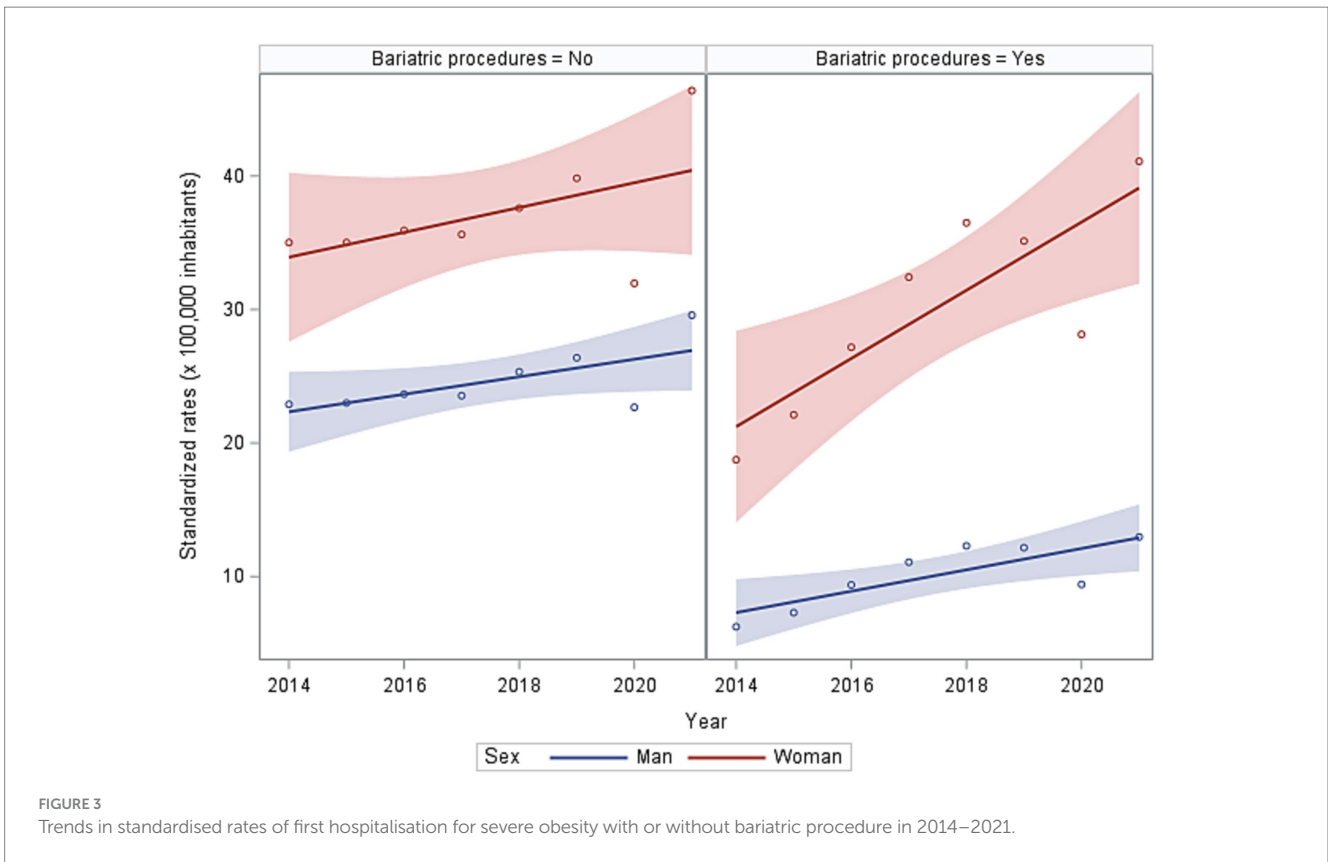 Bariatric procedures = No
Bariatric procedures = Yes
Standardized rates (x 100,000 inhabitants)
40
30
20
10
2014 2016 2018 2020 2014 2016 2018 2020
Year
Sex Man Woman
FIGURE 3
Trends in standardised rates of first hospitalisation for severe obesity with or without bariatric procedure in 2014–2021.